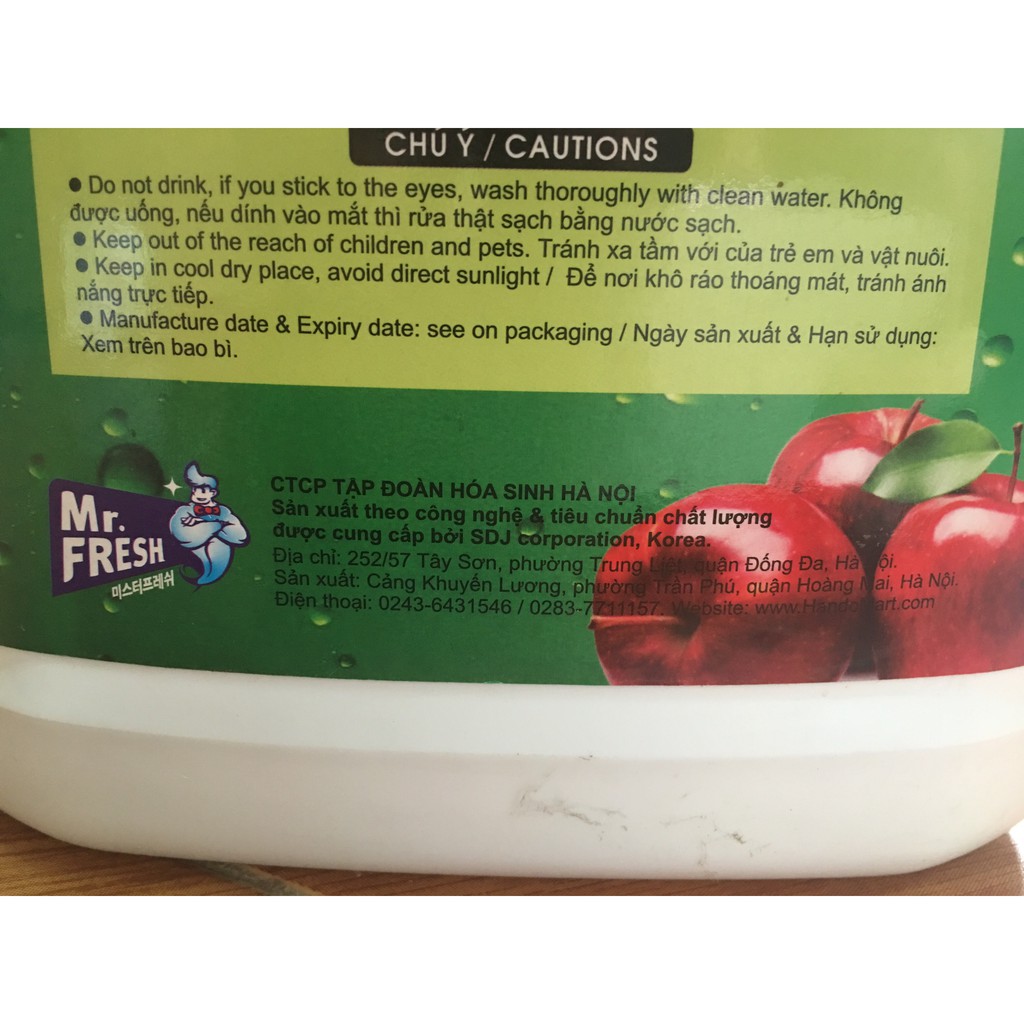 CHÚ Ý / CAUTIONS
● Do not drink, if you stick to the eyes, wash thoroughly with clean water. Không
được uống, nếu dính vào mắt thì rửa thật sạch bằng nước sạch.
● Keep out of the reach of children and pets. Tránh xa tầm với của trẻ em và vật nuôi.
● Keep in cool dry place, avoid direct sunlight / Để nơi khô ráo thoáng mát, tránh ánh
nắng trực tiếp.
● Manufacture date & Expiry date: see on packaging / Ngày sản xuất & Hạn sử dụng:
Xem trên bao bì.
Mr.
FRESH
미스터프레쉬
CTCP TẬP ĐOÀN HÓA SINH HÀ NỘI
Sản xuất theo công nghệ & tiêu chuẩn chất lượng
được cung cấp bởi SDJ corporation, Korea.
Địa chỉ: 252/57 Tây Sơn, phường Trung Liệt, quận Đống Đa, Hà Nội.
Sản xuất: Cảng Khuyến Lương, phường Trần Phú, quận Hoàng Mai, Hà Nội.
Điện thoại: 0243-6431546 / 0283-7711157. Website: www.Handomart.com